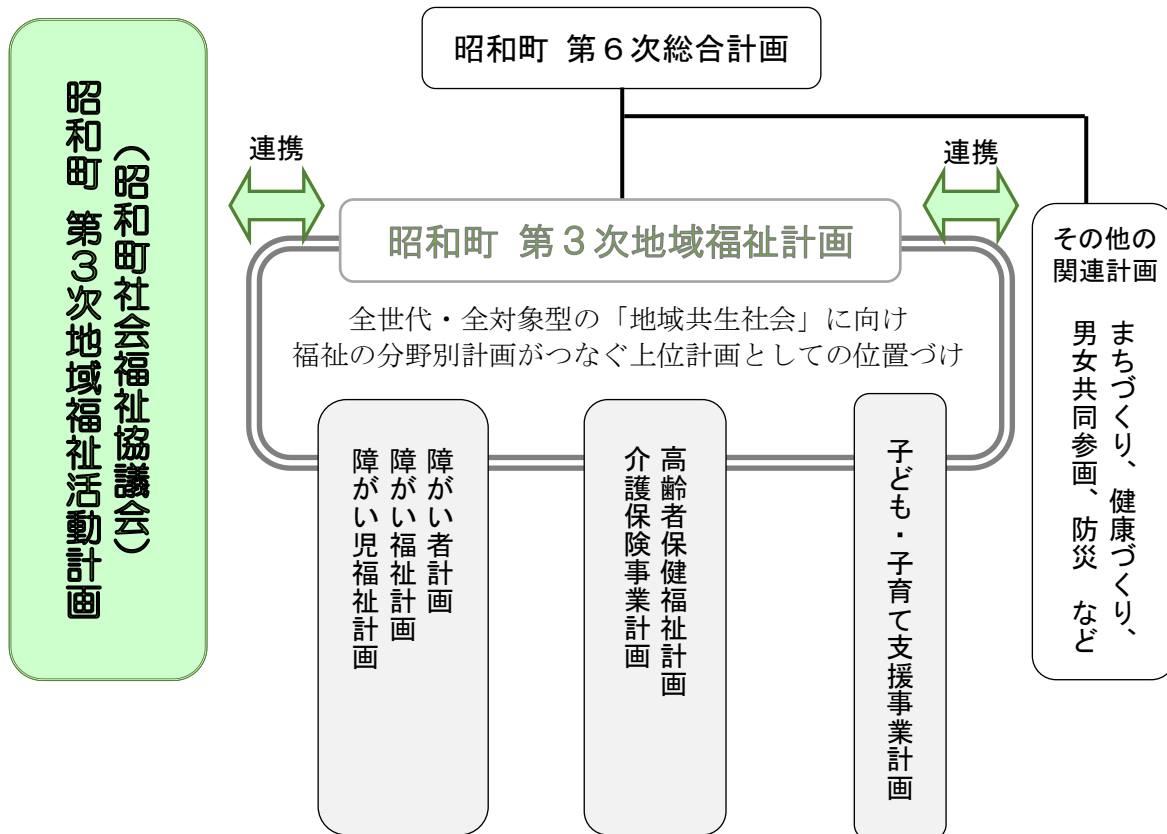 昭和町 第６次総合計画
昭和町 第３次地域福祉活動計画
（昭和町社会福祉協議会）
連携
連携
昭和町 第３次地域福祉計画
全世代・全対象型の「地域共生社会」に向け
福祉の分野別計画がつなぐ上位計画としての位置づけ
障がい者計画
障がい福祉計画
障がい児福祉計画
高齢者保健福祉計画
介護保険事業計画
子ども・子育て支援事業計画
その他の
関連計画
まちづくり、健康づくり、
男女共同参画、防災 など